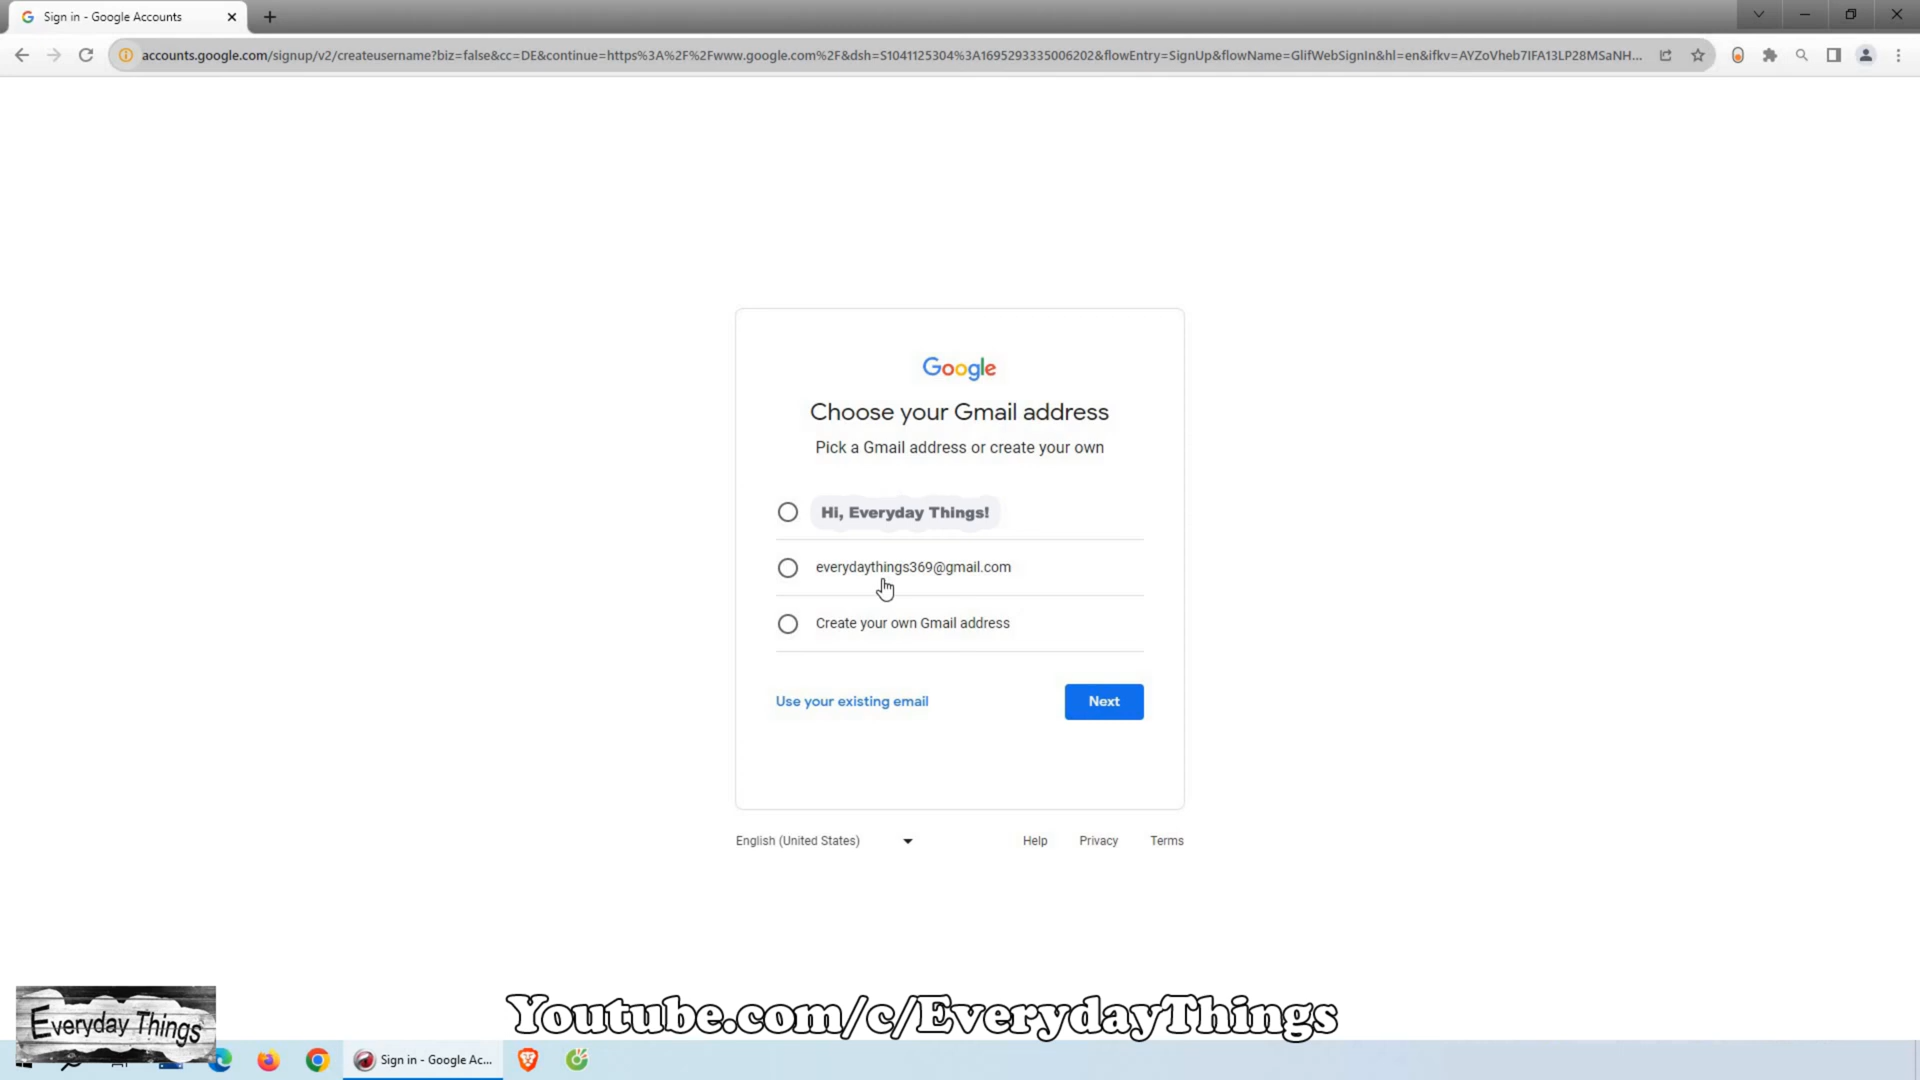 Sign in - Google Accounts
accounts.google.com/signup/v2/createusername?biz=false&cc=DE&continue=https%3A%2F%2Fwww.google.com%2F&dsh=S1041125304%3A1695293335006202&flowEntry=SignUp&flowName=GlifWebSignIn&hl=en&ifkv=AYZoVheb7IFA13LP28MSaNH...
Google
Choose your Gmail address
Pick a Gmail address or create your own
Hi, Everyday Things!
everydaythings369@gmail.com
Create your own Gmail address
Use your existing email
Next
English (United States)
Help
Privacy
Terms
Everyday Things
Youtube.com/c/EverydayThings
Sign in - Google Ac...